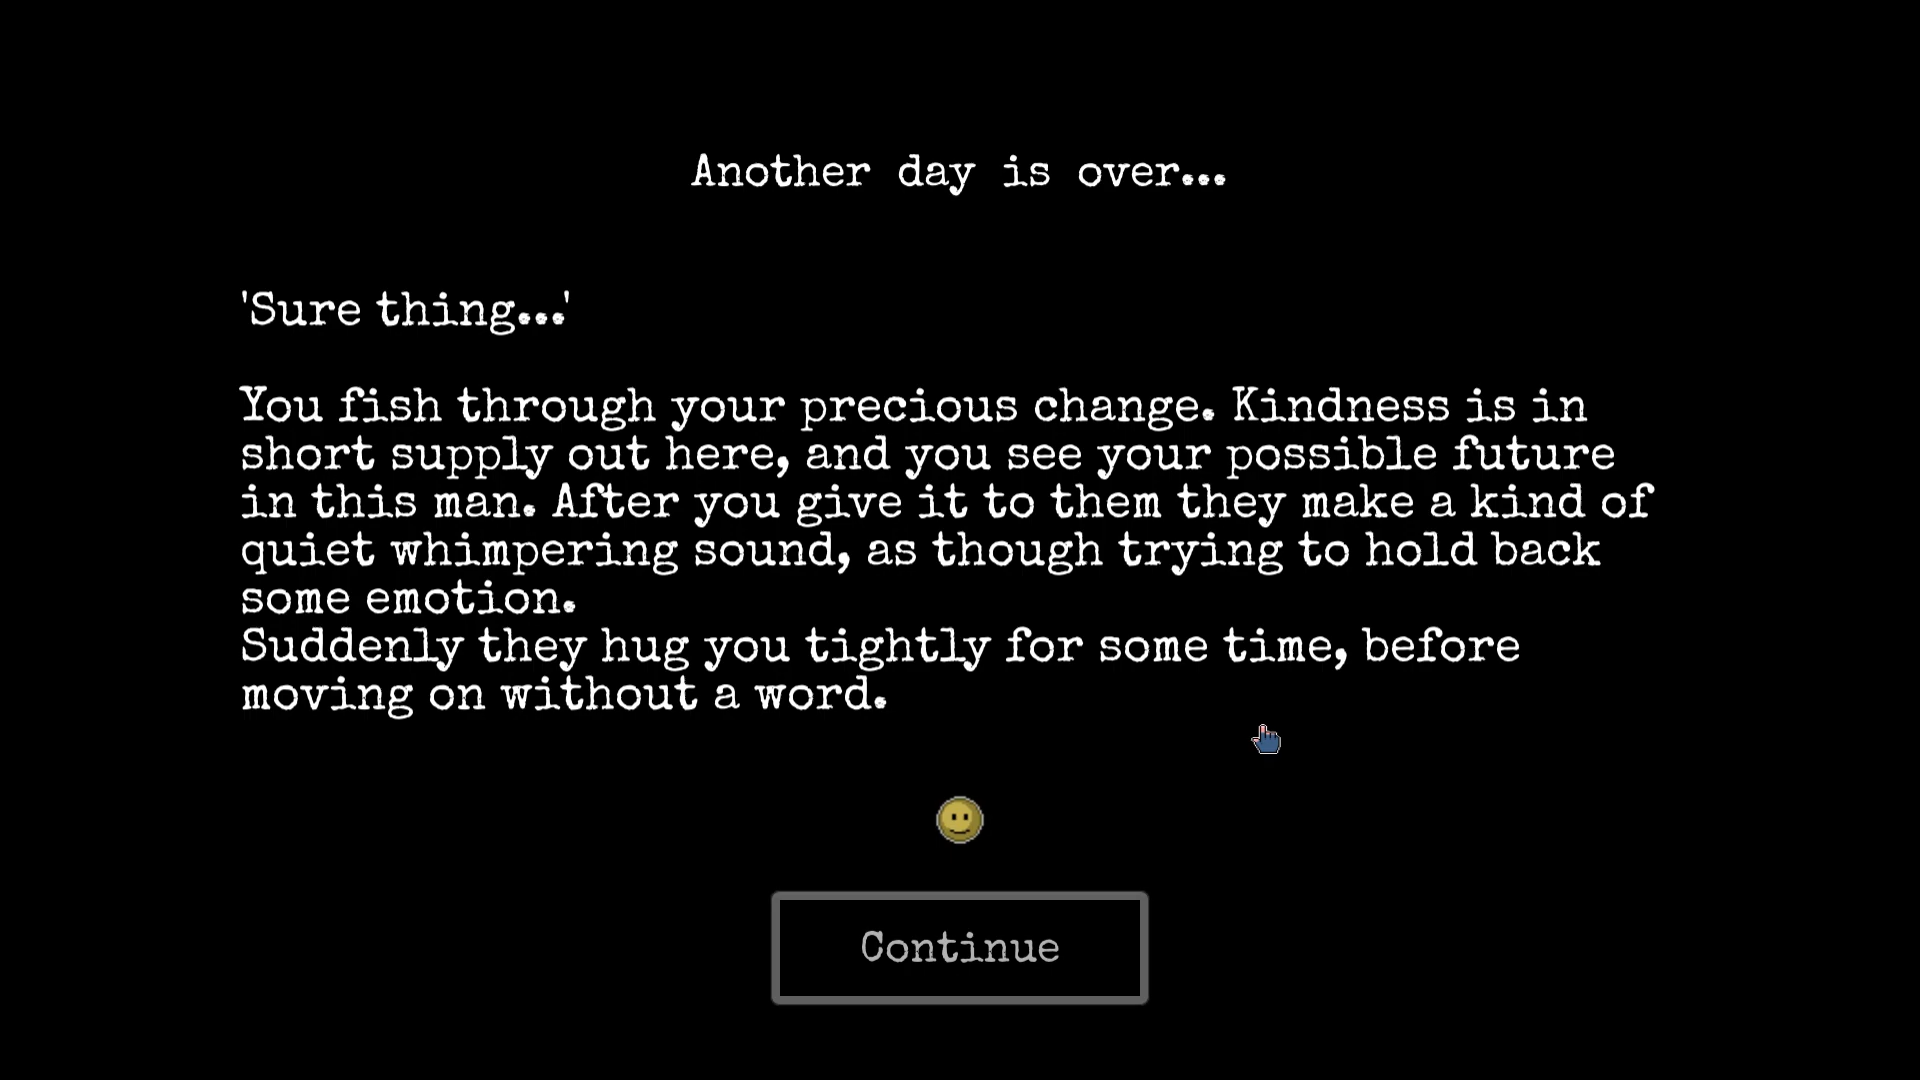 Another day is over...
'Sure thing...'
You fish through your precious change. Kindness is in
short supply out here, and you see your possible future
in this man. After you give it to them they make a kind of
quiet whimpering sound, as though trying to hold back
some emotion.
Suddenly they hug you tightly for some time, before
moving on without a word.
Continue